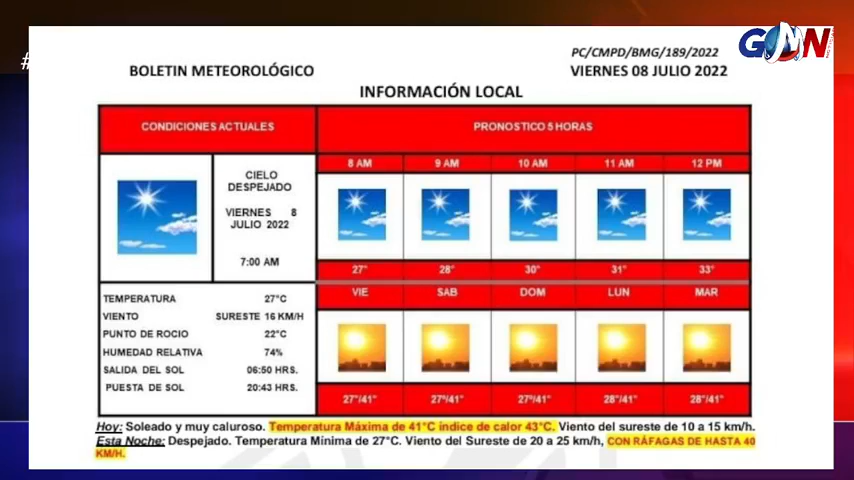 #
GNN
PC/CMPD/BMG/189/2022
BOLETIN METEOROLÓGICO
VIERNES 08 JULIO 2022
INFORMACIÓN LOCAL
CONDICIONES ACTUALES
PRONOSTICO 5 HORAS
8 AM 9 AM 10 AM 11 AM 12 PM
CIELO
DESPEJADO
VIERNES 8
JULIO 2022
7:00 AM
27° 28° 30° 31° 33°
VIE SAB DOM LUN MAR
TEMPERATURA 27°C
VIENTO SURESTE 16 KM/H
PUNTO DE ROCIO 22°C
HUMEDAD RELATIVA 74%
SALIDA DEL SOL 06:50 HRS.
PUESTA DE SOL 20:43 HRS.
27°/41° 27°/41° 27°/41° 28°/41° 28°/41°
Hoy: Soleado y muy caluroso. Temperatura Máxima de 41°C indice de calor 43°C. Viento del sureste de 10 a 15 km/h.
Esta Noche: Despejado. Temperatura Mínima de 27°C. Viento del Sureste de 20 a 25 km/h, CON RÁFAGAS DE HASTA 40
KM/H.